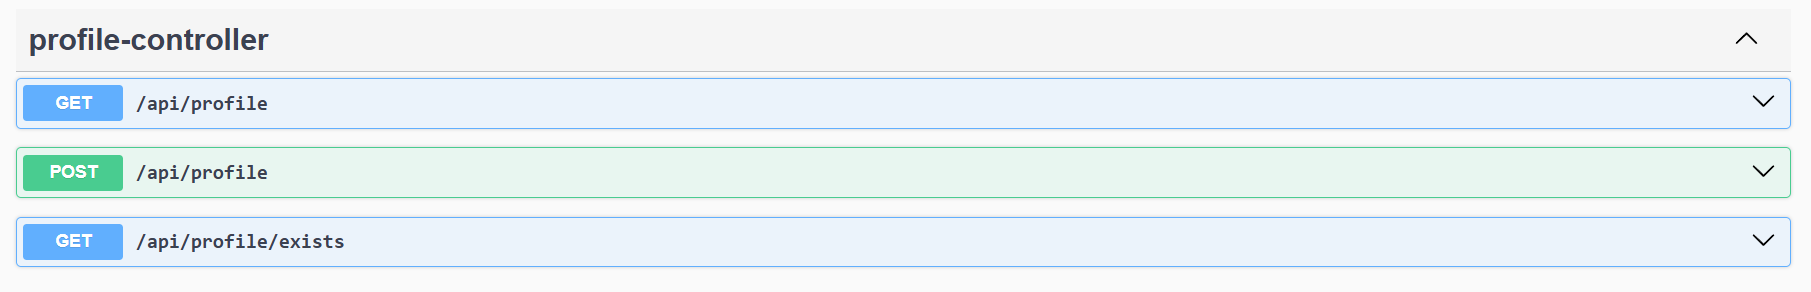 profile-controller
GET /api/profile
POST /api/profile
GET /api/profile/exists